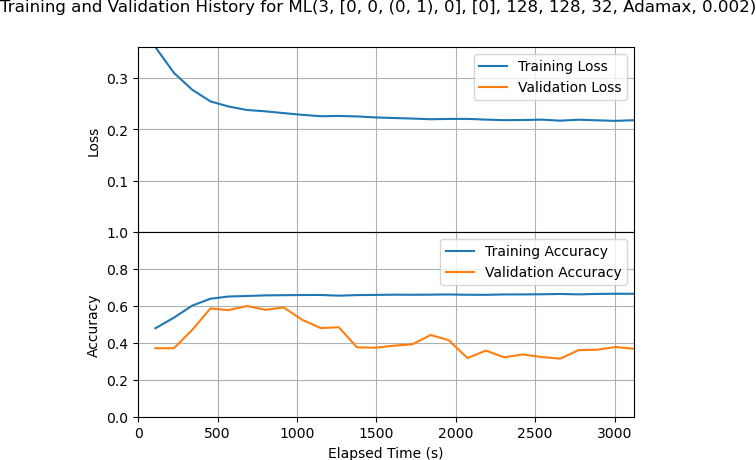 Training and Validation History for ML(3, [0, 0, (0, 1), 0], [0], 128, 128, 32, Adamax, 0.002)
Training Loss
Validation Loss
0.3
0.2
0.1
Loss
Training Accuracy
Validation Accuracy
1.0
0.8
0.6
0.4
0.2
0.0
Accuracy
0 500 1000 1500 2000 2500 3000
Elapsed Time (s)